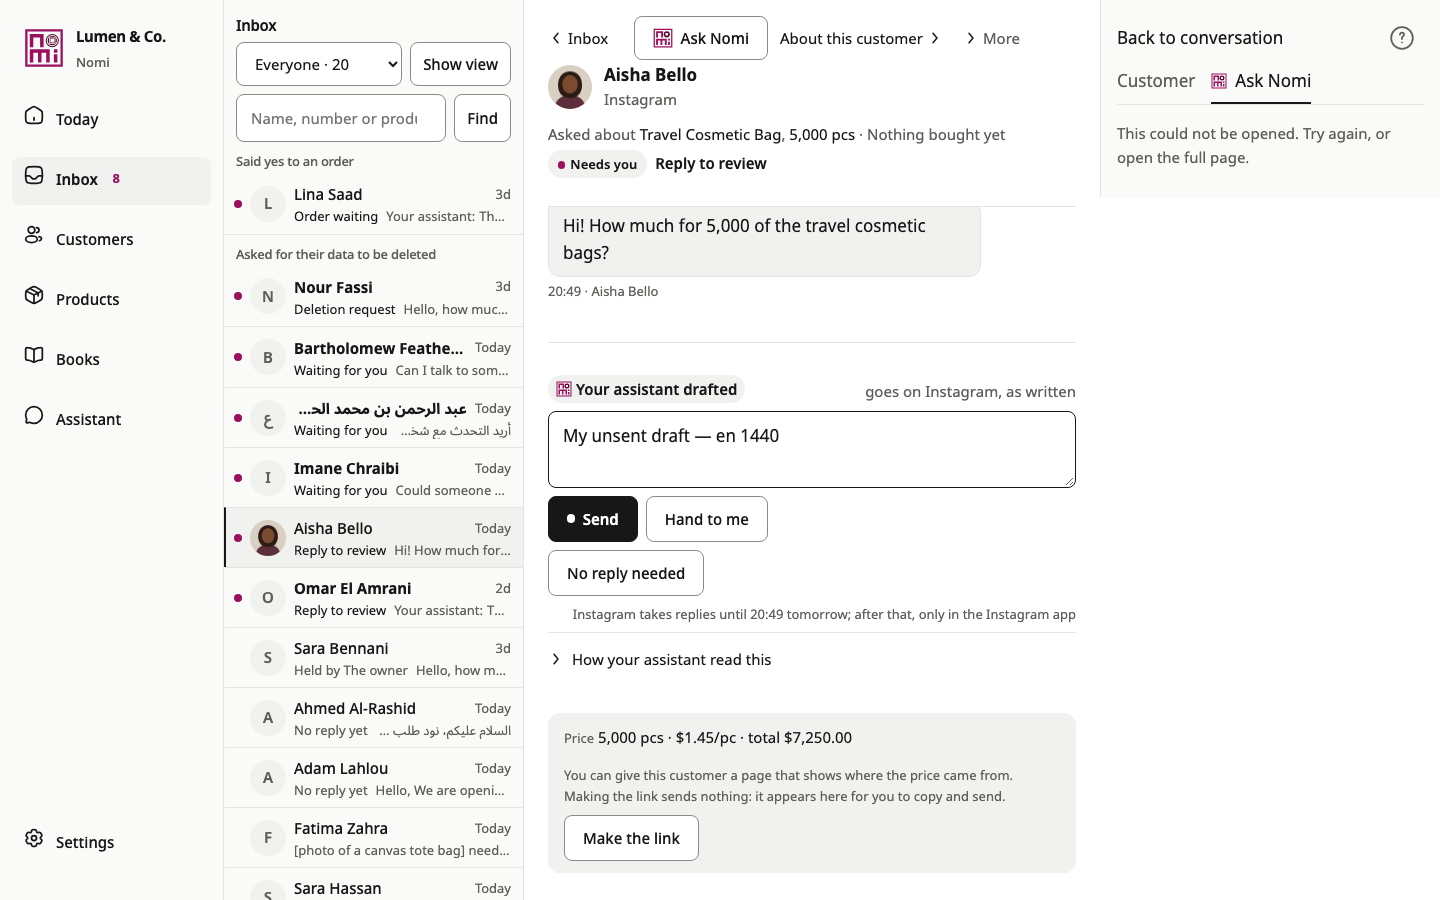 Lumen & Co.
Nomi
Today
Inbox 8
Customers
Products
Books
Assistant
Settings
Inbox
Everyone · 20
Show view
Name, number or produ
Find
Said yes to an order
L
Lina Saad 3d
Order waiting Your assistant: Th...
Asked for their data to be deleted
N
Nour Fassi 3d
Deletion request Hello, how muc...
B
Bartholomew Feathe... Today
Waiting for you Can I talk to som...
ع
عبد الرحمن بن محمد الح... Today
Waiting for you أريد التحدث مع شخ...
I
Imane Chraibi Today
Waiting for you Could someone ...
Aisha Bello Today
Reply to review Hi! How much for...
O
Omar El Amrani 2d
Reply to review Your assistant: T...
S
Sara Bennani 3d
Held by The owner Hello, how m...
A
Ahmed Al-Rashid Today
No reply yet السلام عليكم، نود طلب ...
A
Adam Lahlou Today
No reply yet Hello, We are openi...
F
Fatima Zahra Today
[photo of a canvas tote bag] need...
S
Sara Hassan Today
Inbox
Ask Nomi
About this customer
More
Aisha Bello
Instagram
Asked about Travel Cosmetic Bag, 5,000 pcs · Nothing bought yet
Needs you Reply to review
Hi! How much for 5,000 of the travel cosmetic
bags?
20:49 · Aisha Bello
Your assistant drafted
goes on Instagram, as written
My unsent draft — en 1440
Send
Hand to me
No reply needed
Instagram takes replies until 20:49 tomorrow; after that, only in the Instagram app
How your assistant read this
Price 5,000 pcs · $1.45/pc · total $7,250.00
You can give this customer a page that shows where the price came from.
Making the link sends nothing: it appears here for you to copy and send.
Make the link
Back to conversation
?
Customer
Ask Nomi
This could not be opened. Try again, or
open the full page.